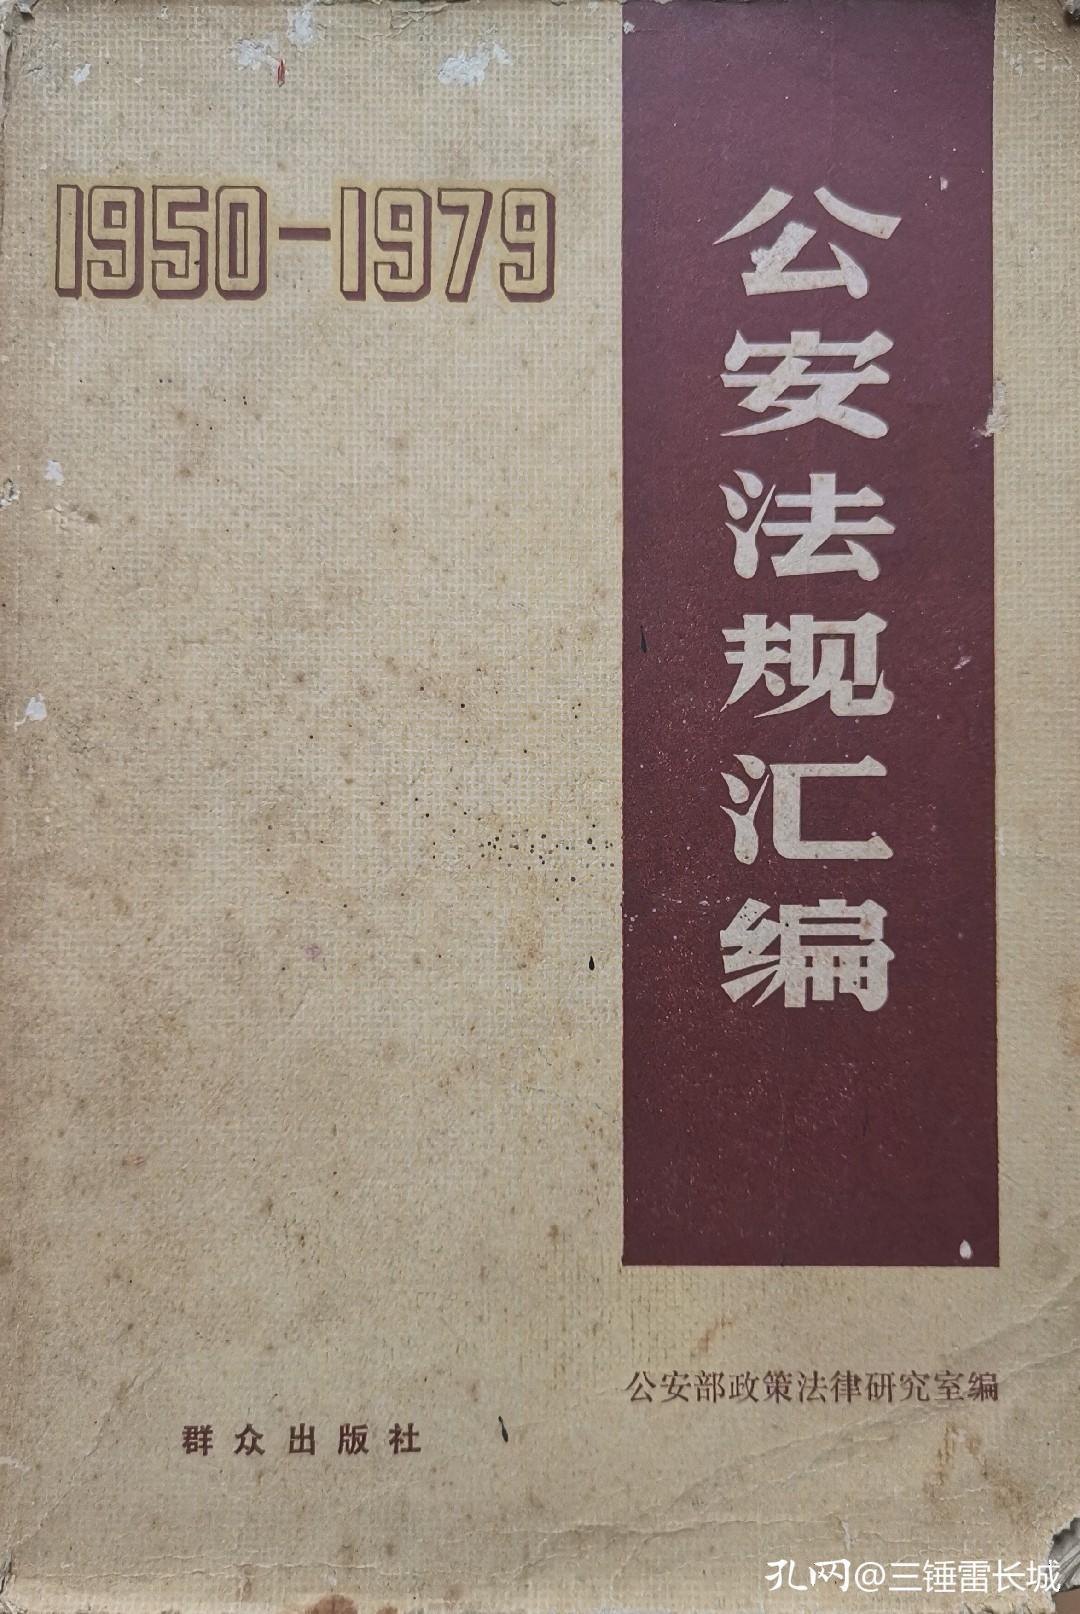 1950-1979
公安法规汇编
公安部政策法律研究室编
群众出版社
孔网@三锤雷长城